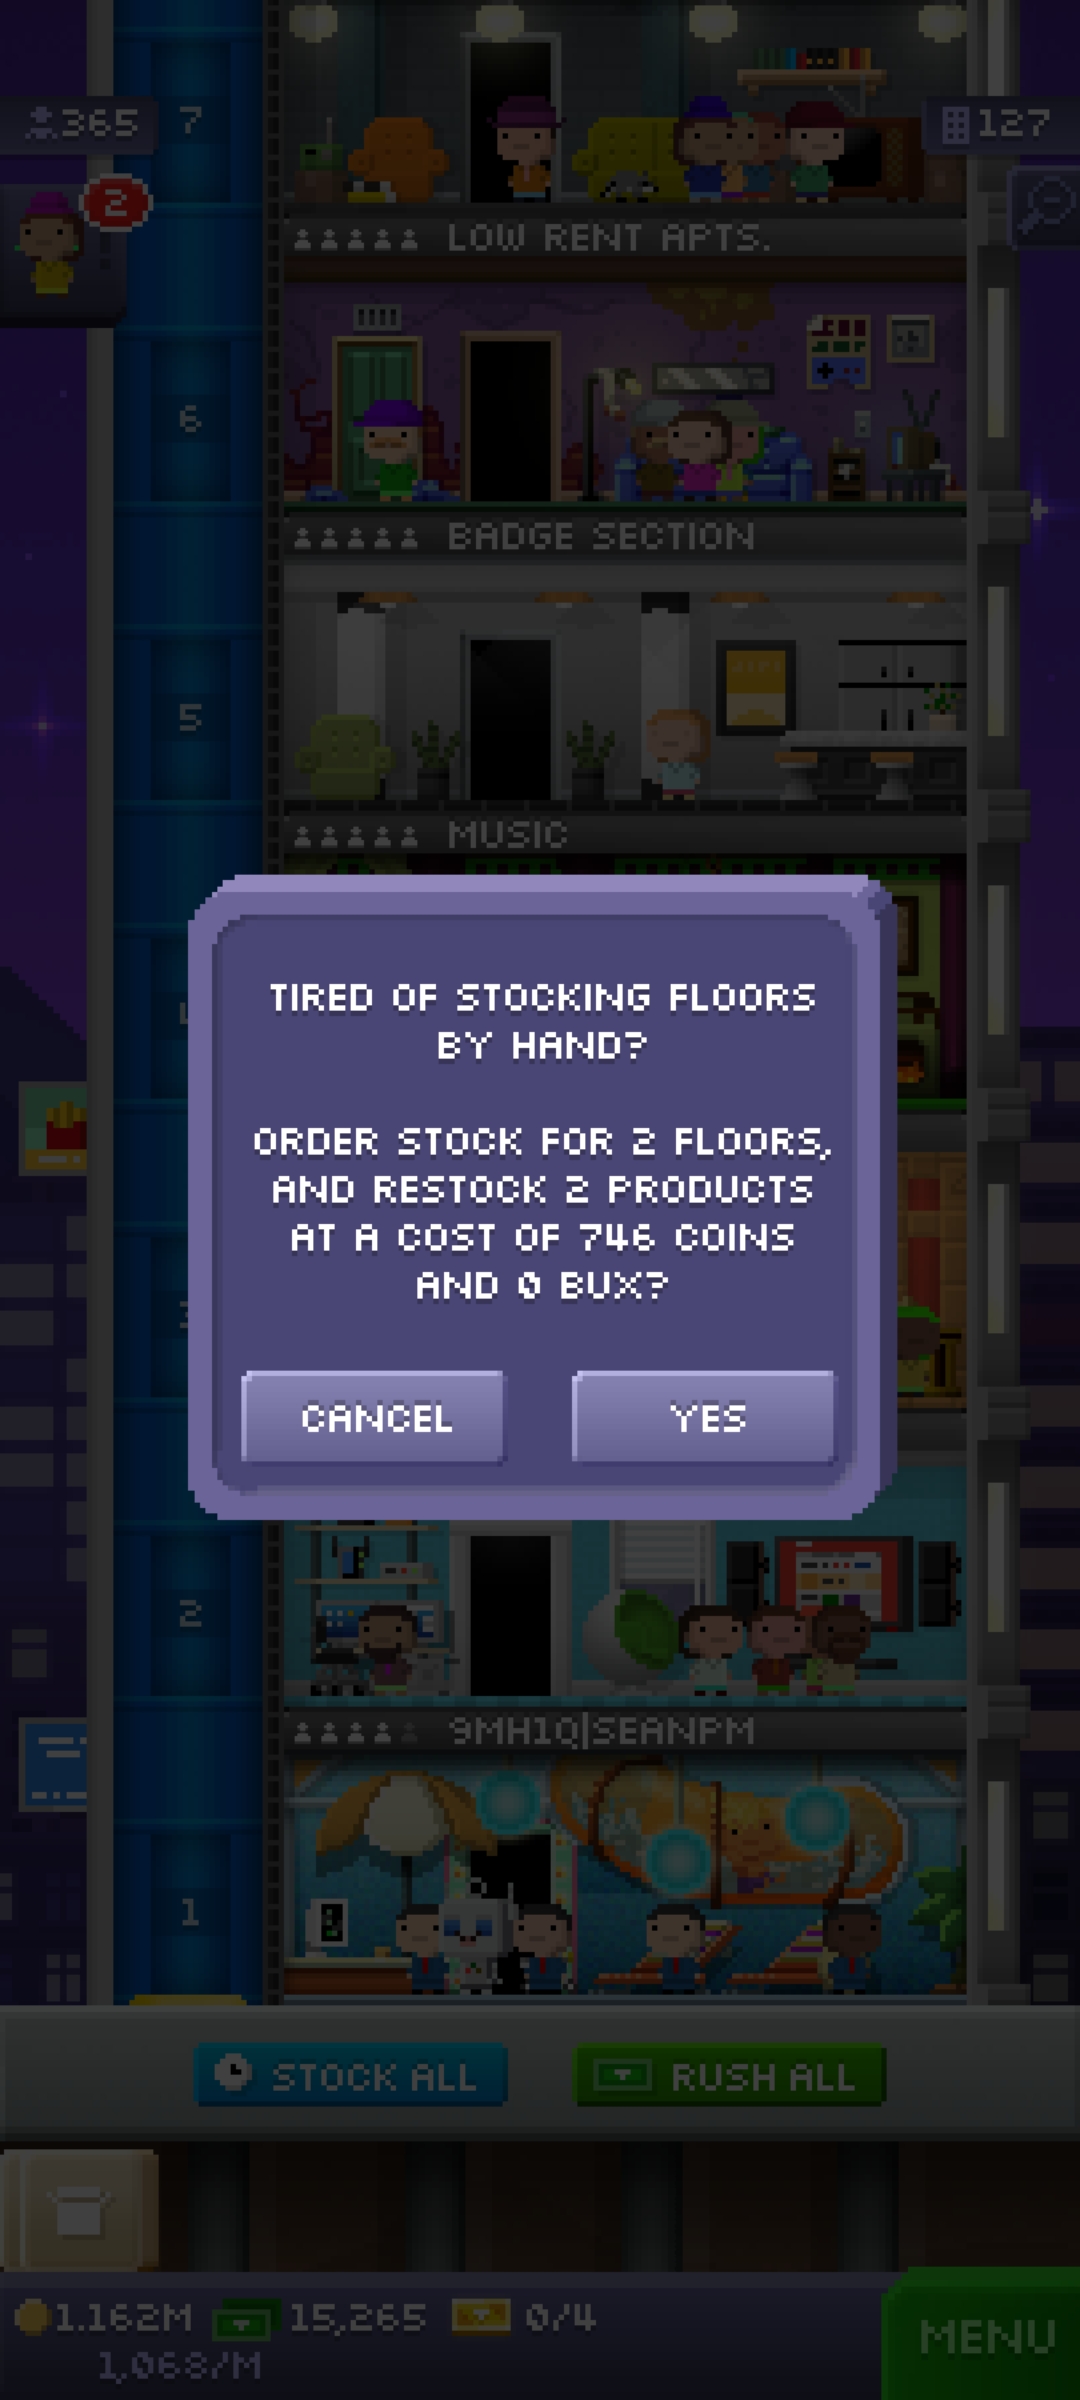 365
7
127
2
LOW RENT APTS.
6
BADGE SECTION
5
MUSIC
TIRED OF STOCKING FLOORS
BY HAND?
ORDER STOCK FOR 2 FLOORS,
AND RESTOCK 2 PRODUCTS
AT A COST OF 746 COINS
AND 0 BUX?
CANCEL
YES
2
9MH1Q|SEANPM
1
STOCK ALL
RUSH ALL
1.162M
15,265
0/4
1,068/M
MENU